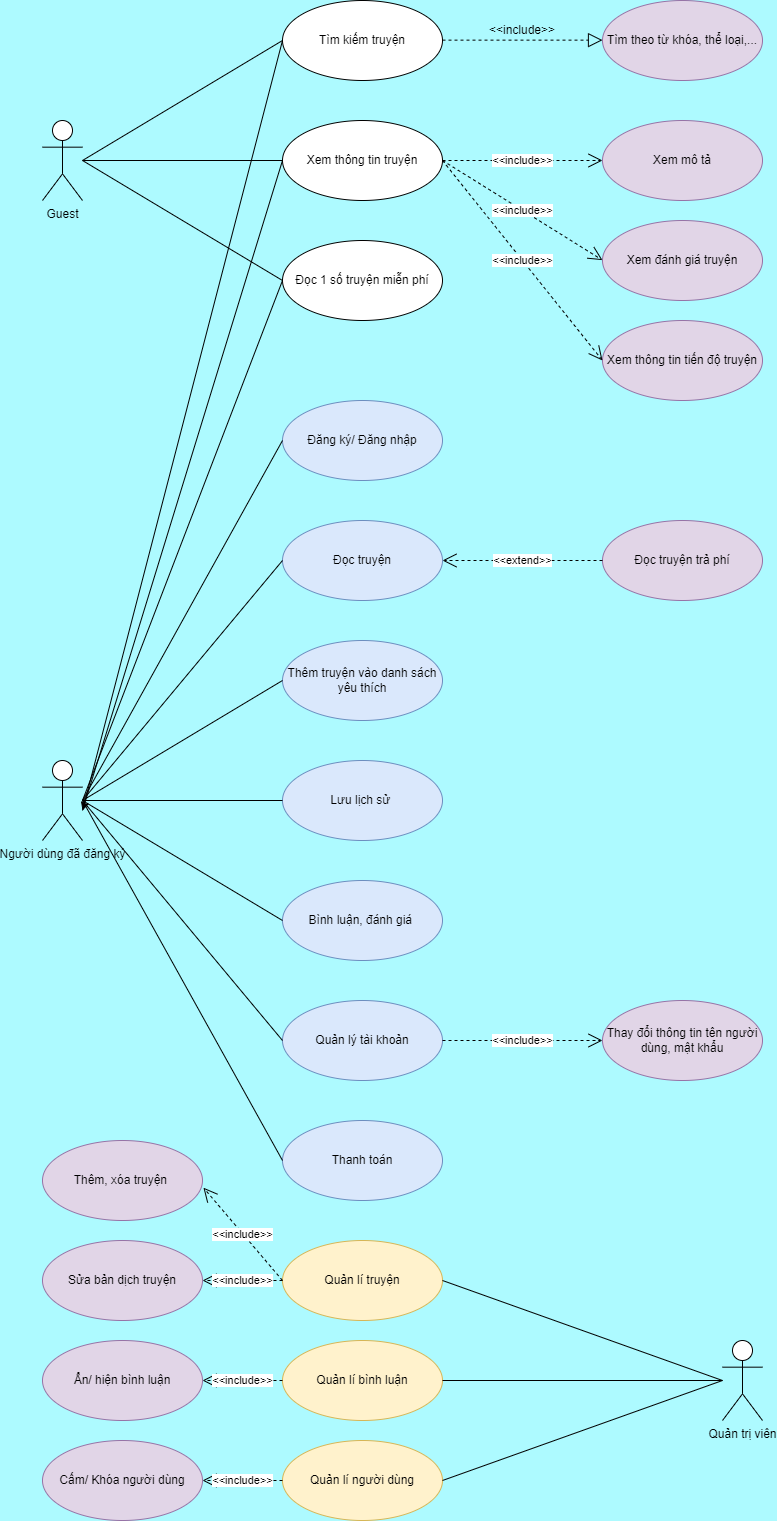 Tìm kiếm truyện
<<include>>
Tìm theo từ khóa, thể loại,...
Guest
Xem thông tin truyện
<<include>>
Xem mô tả
<<include>>
Xem đánh giá truyện
<<include>>
Xem thông tin tiến độ truyện
Đọc 1 số truyện miễn phí
Đăng ký/ Đăng nhập
Đọc truyện
<<extend>>
Đọc truyện trả phí
Thêm truyện vào danh sách
yêu thích
Người dùng đã đăng ký
Lưu lịch sử
Bình luận, đánh giá
Quản lý tài khoản
<<include>>
Thay đổi thông tin tên người
dùng, mật khẩu
Thanh toán
Thêm, xóa truyện
<<include>>
Sửa bản dịch truyện
<<include>>
Quản lí truyện
Ẩn/ hiện bình luận
<<include>>
Quản lí bình luận
Quản trị viên
Cấm/ Khóa người dùng
<<include>>
Quản lí người dùng